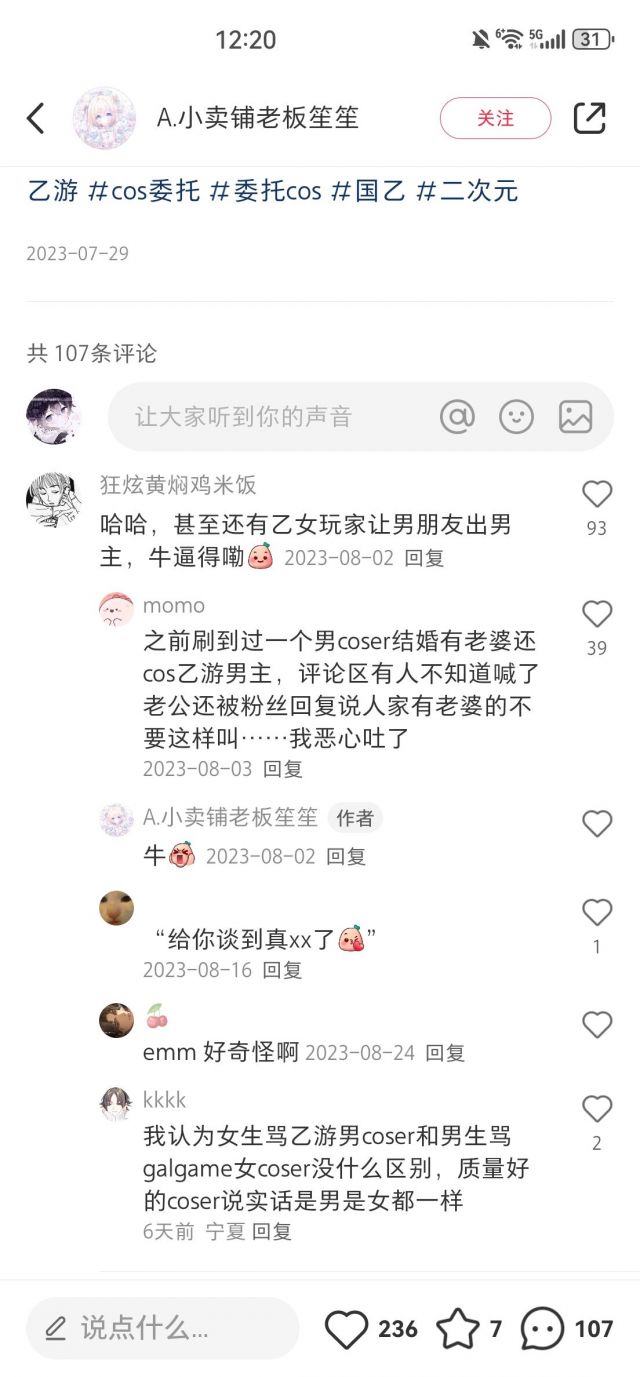 12:20
6+
5G
31
A.小卖铺老板笙笙
关注
乙游 #cos委托 #委托cos #国乙 #二次元
2023-07-29
共 107条评论
让大家听到你的声音
狂炫黄焖鸡米饭
哈哈，甚至还有乙女玩家让男朋友出男
主，牛逼得嘞 2023-08-02 回复
93
momo
之前刷到过一个男coser结婚有老婆还
cos乙游男主，评论区有人不知道喊了
老公还被粉丝回复说人家有老婆的不
要这样叫……我恶心吐了
2023-08-03 回复
39
A.小卖铺老板笙笙 作者
牛 2023-08-02 回复
“给你谈到真xx了”
2023-08-16 回复
1
emm 好奇怪啊 2023-08-24 回复
kkkk
我认为女生骂乙游男coser和男生骂
galgame女coser没什么区别，质量好
的coser说实话是男是女都一样
6天前 宁夏 回复
2
说点什么...
236
7
107